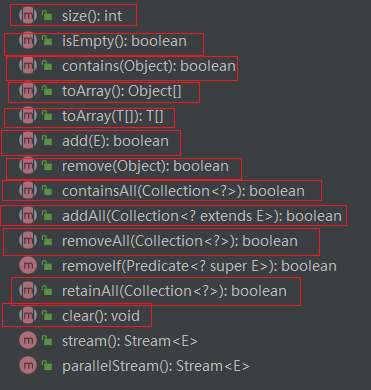 size(): int
isEmpty(): boolean
contains(Object): boolean
toArray(): Object[]
toArray(T[]): T[]
add(E): boolean
remove(Object): boolean
containsAll(Collection<?>): boolean
addAll(Collection<? extends E>): boolean
removeAll(Collection<?>): boolean
removeIf(Predicate<? super E>): boolean
retainAll(Collection<?>): boolean
clear(): void
stream(): Stream<E>
parallelStream(): Stream<E>